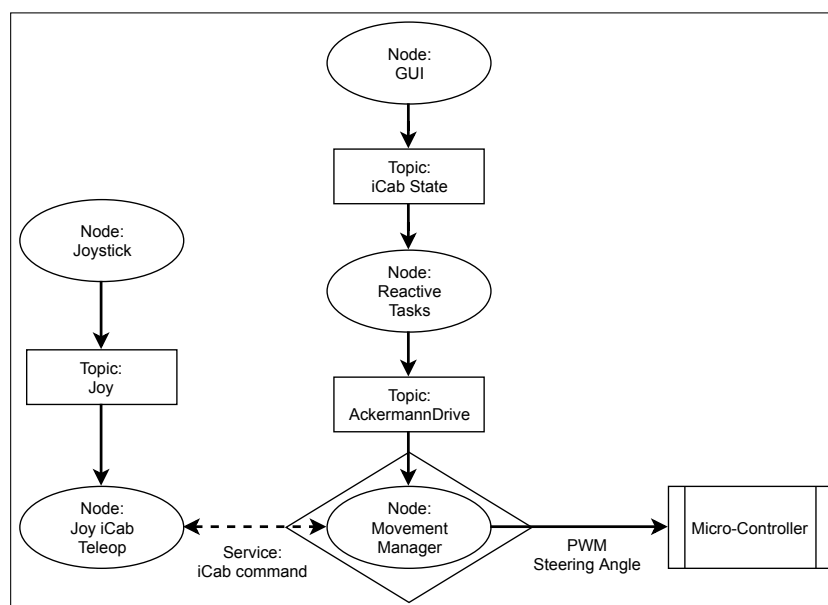 Node:
GUI
Topic:
iCab State
Node:
Joystick
Node:
Reactive
Tasks
Topic:
Joy
Topic:
AckermannDrive
Node:
Joy iCab
Teleop
Service:
iCab command
Node:
Movement
Manager
PWM
Steering Angle
Micro-Controller